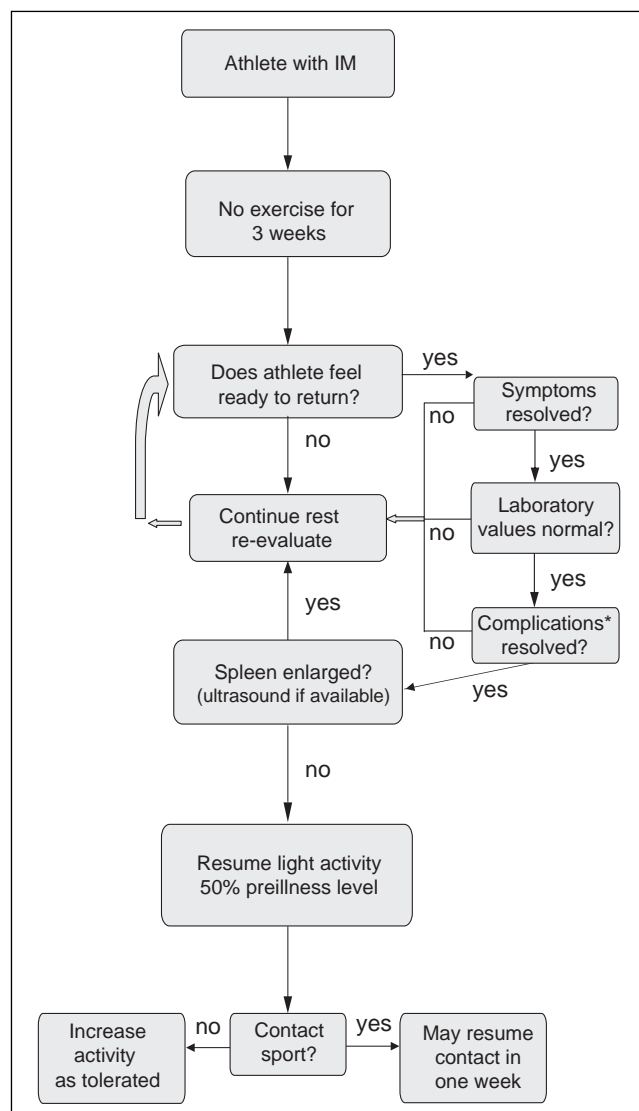 Athlete with IM
No exercise for
3 weeks
Does athlete feel
ready to return?
yes
Symptoms
resolved?
no
no
yes
Continue rest
re-evaluate
Laboratory
values normal?
no
yes
yes
Complications*
resolved?
no
Spleen enlarged?
(ultrasound if available)
yes
no
Resume light activity
50% preillness level
Increase
activity
as tolerated
no
Contact
sport?
yes
May resume
contact in
one week